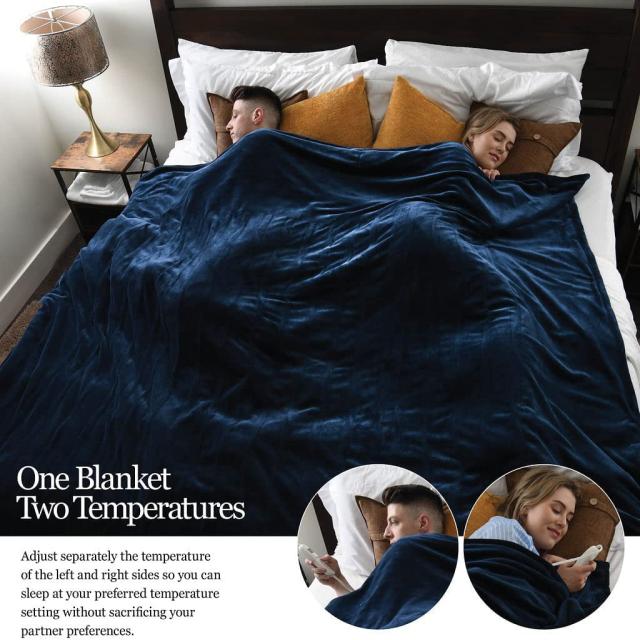 One Blanket
Two Temperatures
Adjust separately the temperature
of the left and right sides so you can
sleep at your preferred temperature
setting without sacrificing your
partner preferences.